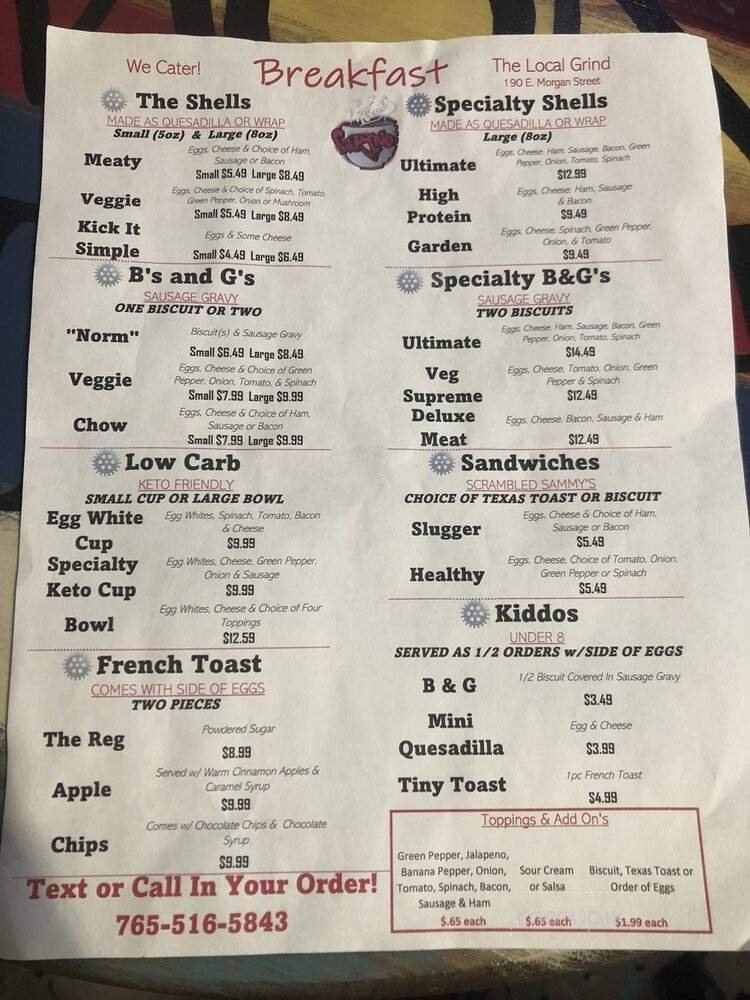 We Cater!
Breakfast
The Local Grind
190 E. Morgan Street
The Shells
MADE AS QUESADILLA OR WRAP
Small (5oz) & Large (8oz)
Meaty
Eggs, Cheese & Choice of Ham,
Sausage or Bacon
Small $5.49 Large $8.49
Veggie
Eggs, Cheese & Choice of Spinach, Tomato,
Green Pepper, Onion or Mushroom
Small $5.49 Large $8.49
Kick It
Simple
Eggs & Some Cheese
Small $4.49 Large $6.49
B's and G's
SAUSAGE GRAVY
ONE BISCUIT OR TWO
"Norm"
Biscuit(s) & Sausage Gravy
Small $6.49 Large $8.49
Veggie
Eggs, Cheese & Choice of Green
Pepper, Onion, Tomato, & Spinach
Small $7.99 Large $9.99
Chow
Eggs, Cheese & Choice of Ham,
Sausage or Bacon
Small $7.99 Large $9.99
Low Carb
KETO FRIENDLY
SMALL CUP OR LARGE BOWL
Egg White
Cup
Egg Whites, Spinach, Tomato, Bacon
& Cheese
$9.99
Specialty
Keto Cup
Egg Whites, Cheese, Green Pepper,
Onion & Sausage
$9.99
Bowl
Egg Whites, Cheese & Choice of Four
Toppings
$12.59
French Toast
COMES WITH SIDE OF EGGS
TWO PIECES
The Reg
Powdered Sugar
$8.99
Apple
Served w/ Warm Cinnamon Apples &
Caramel Syrup
$9.99
Chips
Comes w/ Chocolate Chips & Chocolate
Syrup
$9.99
Text or Call In Your Order!
765-516-5843
Specialty Shells
MADE AS QUESADILLA OR WRAP
Large (8oz)
Ultimate
Eggs, Cheese, Ham, Sausage, Bacon, Green
Pepper, Onion, Tomato, Spinach
$12.99
High
Protein
Eggs, Cheese, Ham, Sausage
& Bacon
$9.49
Garden
Eggs, Cheese, Spinach, Green Pepper,
Onion, & Tomato
$9.49
Specialty B&G's
SAUSAGE GRAVY
TWO BISCUITS
Ultimate
Eggs, Cheese, Ham, Sausage, Bacon, Green
Pepper, Onion, Tomato, Spinach
$14.49
Veg
Supreme
Eggs, Cheese, Tomato, Onion, Green
Pepper & Spinach
$12.49
Deluxe
Meat
Eggs, Cheese, Bacon, Sausage & Ham
$12.49
Sandwiches
SCRAMBLED SAMMY'S
CHOICE OF TEXAS TOAST OR BISCUIT
Slugger
Eggs, Cheese & Choice of Ham,
Sausage or Bacon
$5.49
Healthy
Eggs, Cheese, Choice of Tomato, Onion,
Green Pepper or Spinach
$5.49
Kiddos
UNDER 8
SERVED AS 1/2 ORDERS w/SIDE OF EGGS
B & G
1/2 Biscuit Covered In Sausage Gravy
$3.49
Mini
Quesadilla
Egg & Cheese
$3.99
Tiny Toast
1pc French Toast
$4.99
Toppings & Add On's
Green Pepper, Jalapeno,
Banana Pepper, Onion,
Tomato, Spinach, Bacon,
Sausage & Ham
$.65 each
Sour Cream
or Salsa
$.65 each
Biscuit, Texas Toast or
Order of Eggs
$1.99 each